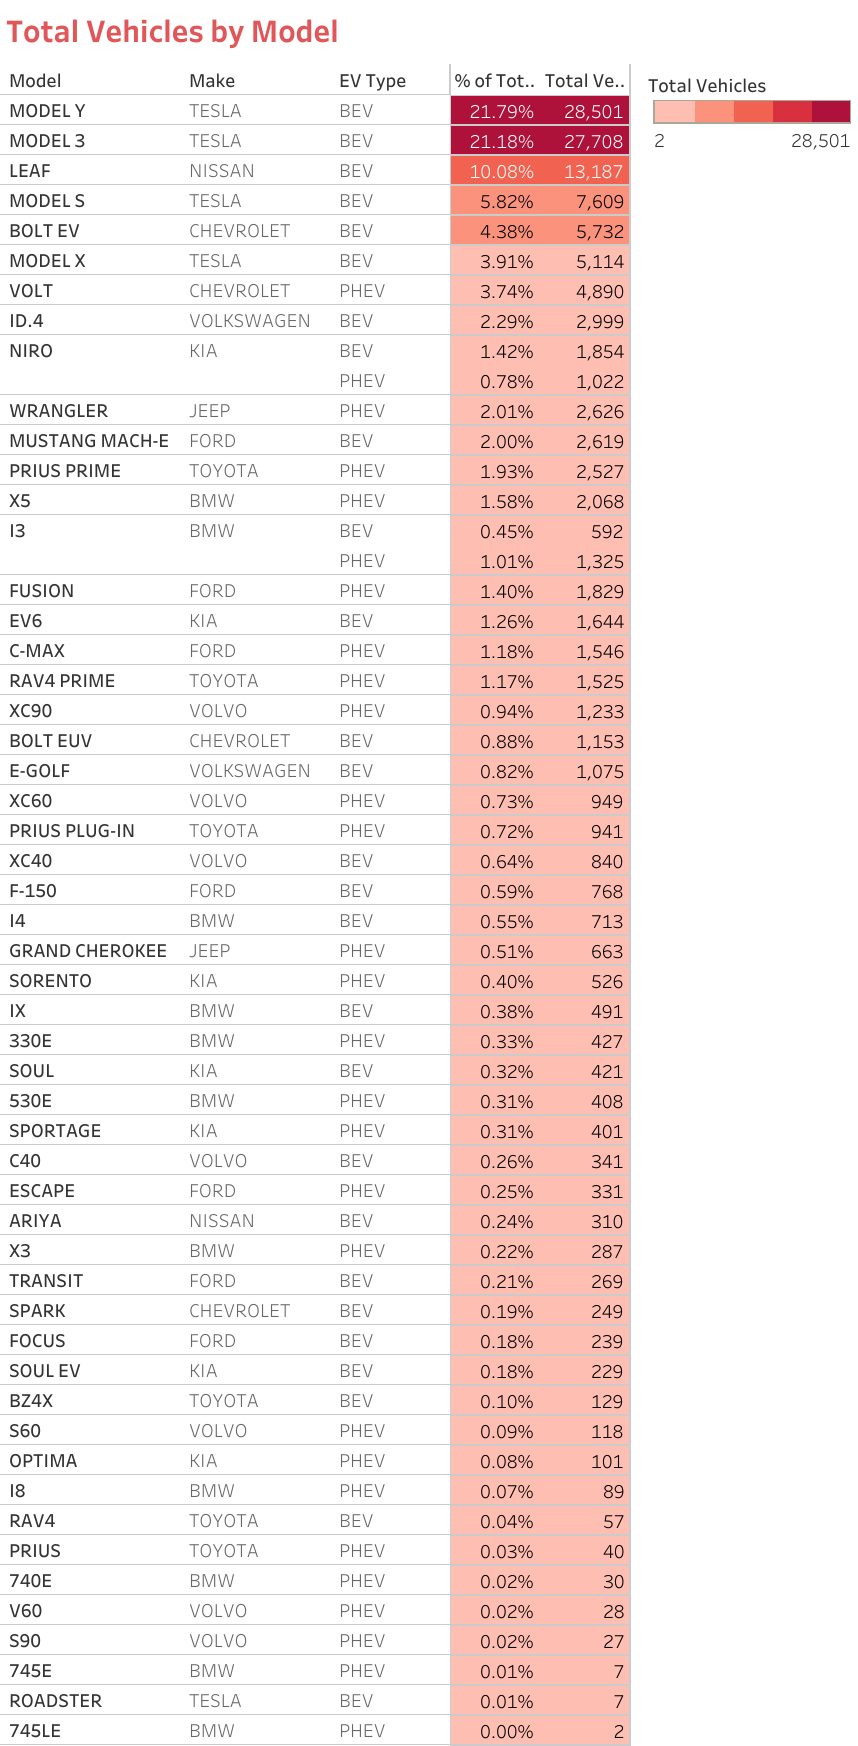 Total Vehicles by Model
Model Make EV Type % of Tot.. Total Ve..
Total Vehicles
2 28,501
MODEL Y TESLA BEV 21.79% 28,501
MODEL 3 TESLA BEV 21.18% 27,708
LEAF NISSAN BEV 10.08% 13,187
MODEL S TESLA BEV 5.82% 7,609
BOLT EV CHEVROLET BEV 4.38% 5,732
MODEL X TESLA BEV 3.91% 5,114
VOLT CHEVROLET PHEV 3.74% 4,890
ID.4 VOLKSWAGEN BEV 2.29% 2,999
NIRO KIA BEV 1.42% 1,854
PHEV 0.78% 1,022
WRANGLER JEEP PHEV 2.01% 2,626
MUSTANG MACH-E FORD BEV 2.00% 2,619
PRIUS PRIME TOYOTA PHEV 1.93% 2,527
X5 BMW PHEV 1.58% 2,068
I3 BMW BEV 0.45% 592
PHEV 1.01% 1,325
FUSION FORD PHEV 1.40% 1,829
EV6 KIA BEV 1.26% 1,644
C-MAX FORD PHEV 1.18% 1,546
RAV4 PRIME TOYOTA PHEV 1.17% 1,525
XC90 VOLVO PHEV 0.94% 1,233
BOLT EUV CHEVROLET BEV 0.88% 1,153
E-GOLF VOLKSWAGEN BEV 0.82% 1,075
XC60 VOLVO PHEV 0.73% 949
PRIUS PLUG-IN TOYOTA PHEV 0.72% 941
XC40 VOLVO BEV 0.64% 840
F-150 FORD BEV 0.59% 768
I4 BMW BEV 0.55% 713
GRAND CHEROKEE JEEP PHEV 0.51% 663
SORENTO KIA PHEV 0.40% 526
IX BMW BEV 0.38% 491
330E BMW PHEV 0.33% 427
SOUL KIA BEV 0.32% 421
530E BMW PHEV 0.31% 408
SPORTAGE KIA PHEV 0.31% 401
C40 VOLVO BEV 0.26% 341
ESCAPE FORD PHEV 0.25% 331
ARIYA NISSAN BEV 0.24% 310
X3 BMW PHEV 0.22% 287
TRANSIT FORD BEV 0.21% 269
SPARK CHEVROLET BEV 0.19% 249
FOCUS FORD BEV 0.18% 239
SOUL EV KIA BEV 0.18% 229
BZ4X TOYOTA BEV 0.10% 129
S60 VOLVO PHEV 0.09% 118
OPTIMA KIA PHEV 0.08% 101
I8 BMW PHEV 0.07% 89
RAV4 TOYOTA BEV 0.04% 57
PRIUS TOYOTA PHEV 0.03% 40
740E BMW PHEV 0.02% 30
V60 VOLVO PHEV 0.02% 28
S90 VOLVO PHEV 0.02% 27
745E BMW PHEV 0.01% 7
ROADSTER TESLA BEV 0.01% 7
745LE BMW PHEV 0.00% 2